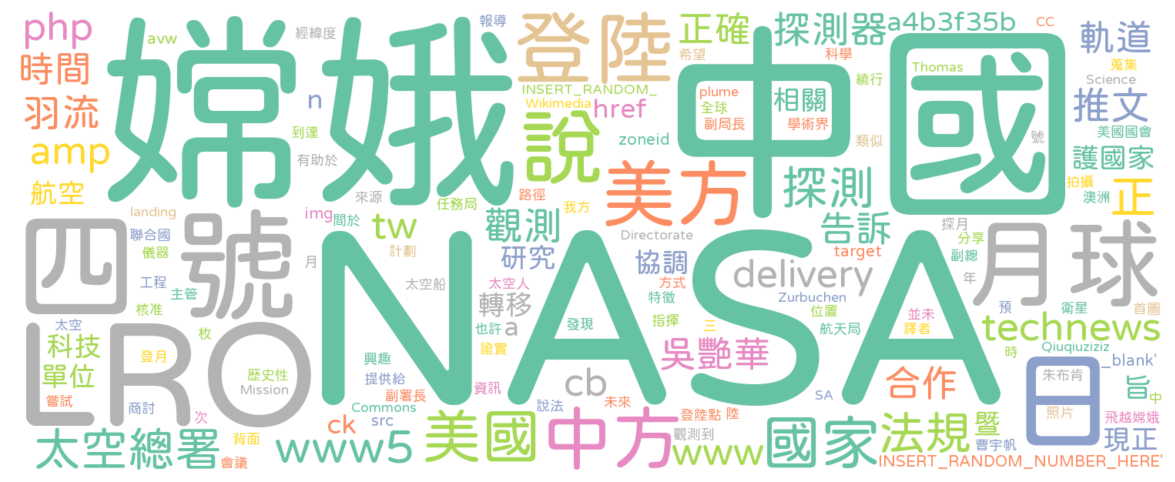 php
avw
經緯度
報導
登陸
正確
探測器
a4b3f35b
CC
軌道
時間
嫦娥
中國
希望
科學
繞行
Thomas
蒐集
Science
羽流
n
INSERT_RANDOM_
Wikimedia
href
plume
全球
副局長
相關
學術界
推文
amp
到達
說
zoneid
類似
號
美國國會
護國家
航空
有助於
來源
路徑
任務局
美方
我方
探測
拍攝
澳洲
正
landing
聯合國
img
間於
tw
觀測
Directorate
告訴
探月
分享
副總
四號
儀器
月
計劃
研究
協調
target
月球
工程
主管
太空船
太空人
方式
delivery
Zurbuchen
年
核准
轉移
a
特徵
位置
並未
預
衛星
首圖
LRO
NASA
太空
枚
也許
發現
指揮
三
航天局
譯者
technews
科技
登月
證實
吳艷華
時
Qiuqiuziziz
_blank'
單位
歷史性
Mission
興趣
提供給
資訊
cb
合作
日
朱布肯
旨
中
嘗試
商討
次
副署長
Commons
src
說法
未來
SA
照片
登陸點
陸
飛越嫦娥
太空總署
背面
會議
www5
ck
美國
中方
觀測到
www
國家
法規
暨
曹宇帆
現正
INSERT_RANDOM_NUMBER_HERE'